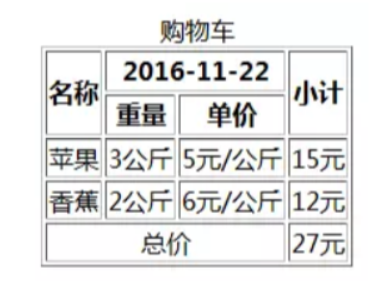 购物车
名称 2016-11-22 小计
重量 单价
苹果 3公斤 5元/公斤 15元
香蕉 2公斤 6元/公斤 12元
总价 27元